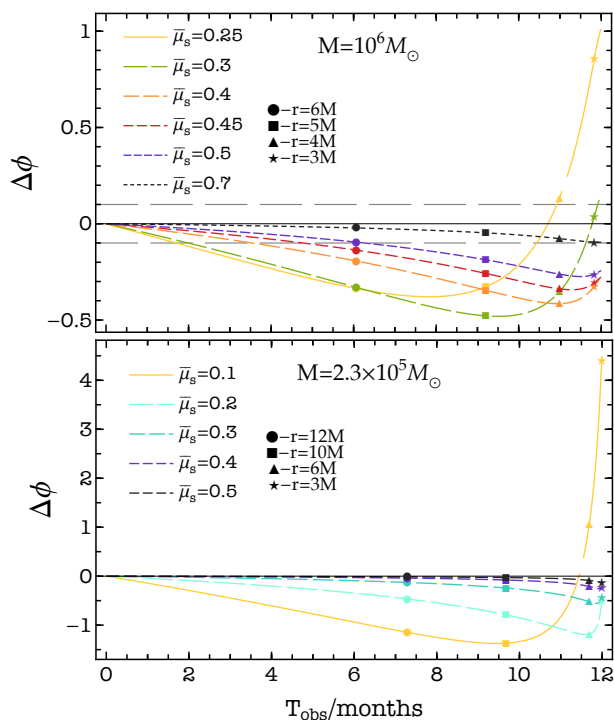 1
0.5
0
-0.5
Δϕ
M=10⁶M⊙
μ̄ₛ=0.25
μ̄ₛ=0.3
μ̄ₛ=0.4
μ̄ₛ=0.45
μ̄ₛ=0.5
μ̄ₛ=0.7
●-r=6M
■-r=5M
▲-r=4M
★-r=3M
4
3
2
1
0
-1
Δϕ
M=2.3×10⁵M⊙
μ̄ₛ=0.1
μ̄ₛ=0.2
μ̄ₛ=0.3
μ̄ₛ=0.4
μ̄ₛ=0.5
●-r=12M
■-r=10M
▲-r=6M
★-r=3M
0 2 4 6 8 10 12
T_obs/months